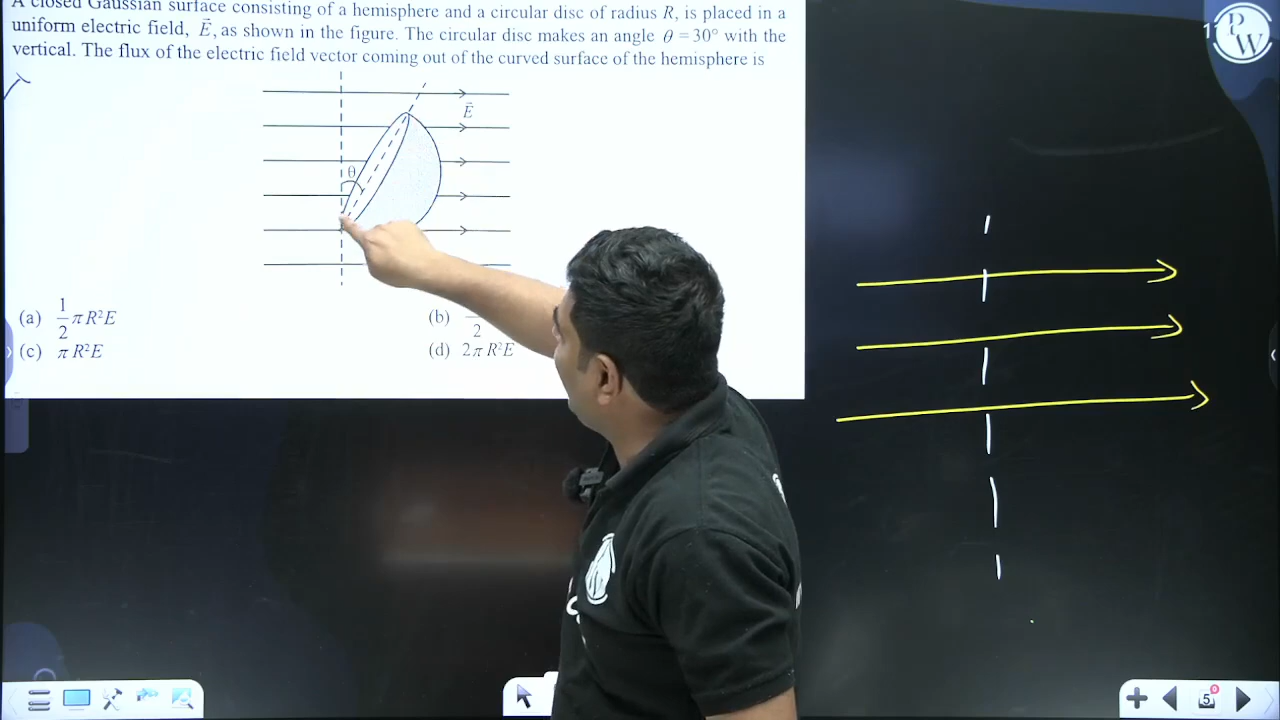 A closed Gaussian surface consisting of a hemisphere and a circular disc of radius R, is placed in a
uniform electric field, E⃗, as shown in the figure. The circular disc makes an angle θ = 30° with the
vertical. The flux of the electric field vector coming out of the curved surface of the hemisphere is
E⃗
θ
(a) 1/2 πR²E
(b) 2
(c) πR²E
(d) 2πR²E
PW
5